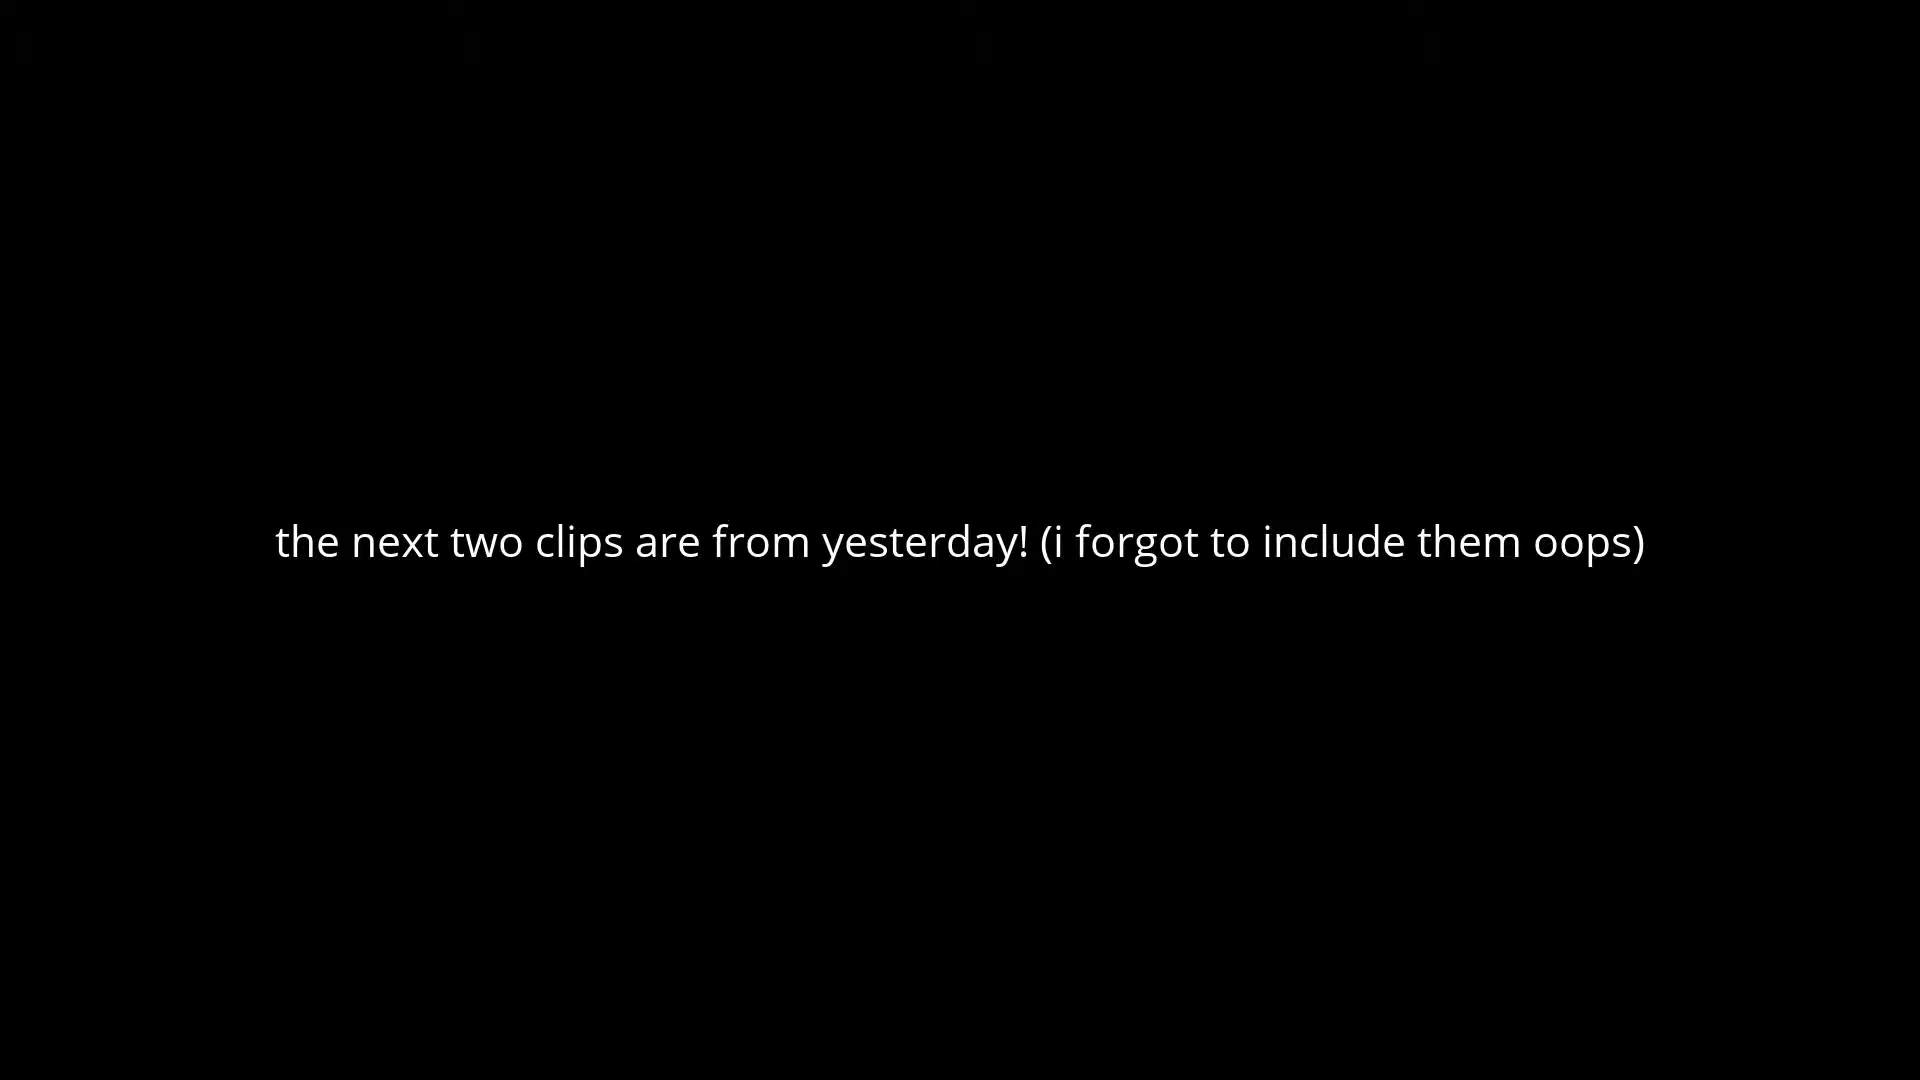 the next two clips are from yesterday! (i forgot to include them oops)